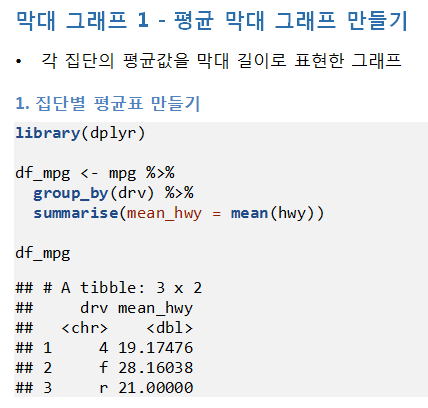 막대 그래프 1 - 평균 막대 그래프 만들기
• 각 집단의 평균값을 막대 길이로 표현한 그래프
1. 집단별 평균표 만들기
library(dplyr)
df_mpg <- mpg %>%
  group_by(drv) %>%
  summarise(mean_hwy = mean(hwy))
df_mpg
## # A tibble: 3 x 2
##     drv mean_hwy
##   <chr>    <dbl>
## 1     4 19.17476
## 2     f 28.16038
## 3     r 21.00000